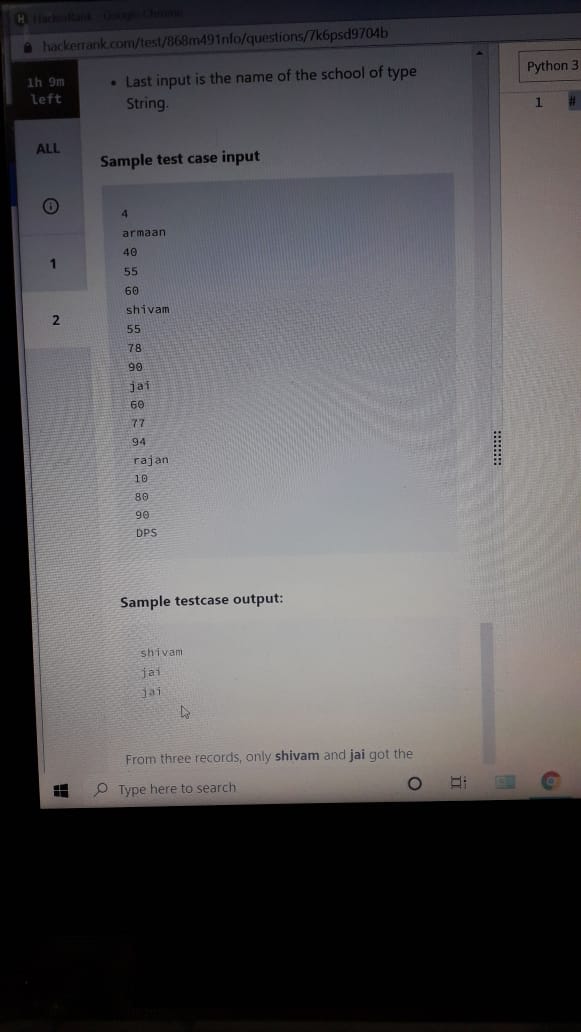 HackerRank - Google Chrome
hackerrank.com/test/868m491nfo/questions/7k6psd9704b
1h 9m
left
ALL
1
2
• Last input is the name of the school of type
String.
Sample test case input
4
armaan
40
55
60
shivam
55
78
90
jai
60
77
94
rajan
10
80
90
DPS
Sample testcase output:
shivam
jai
jai
From three records, only shivam and jai got the
Python 3
1 #
Type here to search